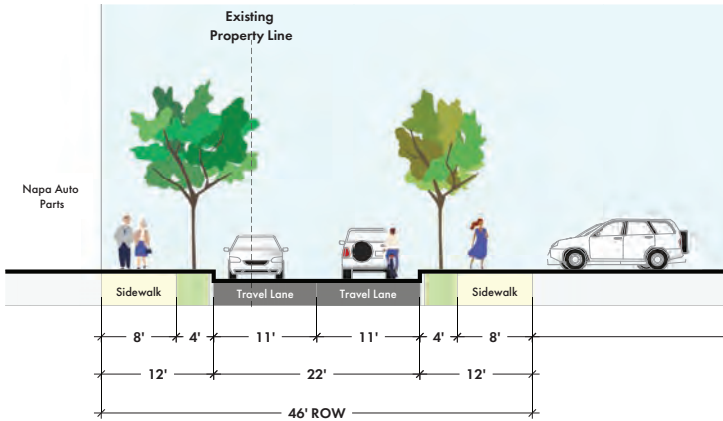 Existing
Property Line
Napa Auto
Parts
Sidewalk
Travel Lane
Travel Lane
Sidewalk
8'
4'
11'
11'
4'
8'
12'
22'
12'
46' ROW